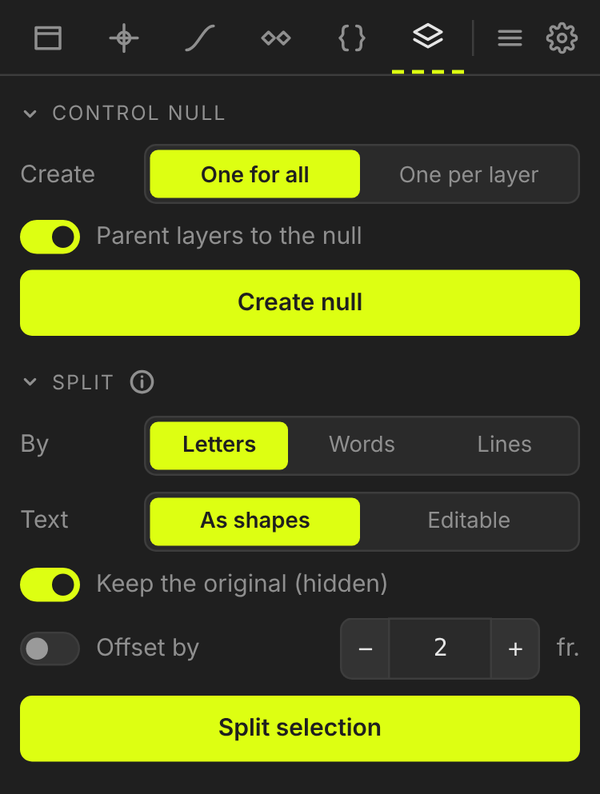 CONTROL NULL
Create One for all One per layer
Parent layers to the null
Create null
SPLIT
By Letters Words Lines
Text As shapes Editable
Keep the original (hidden)
Offset by − 2 + fr.
Split selection